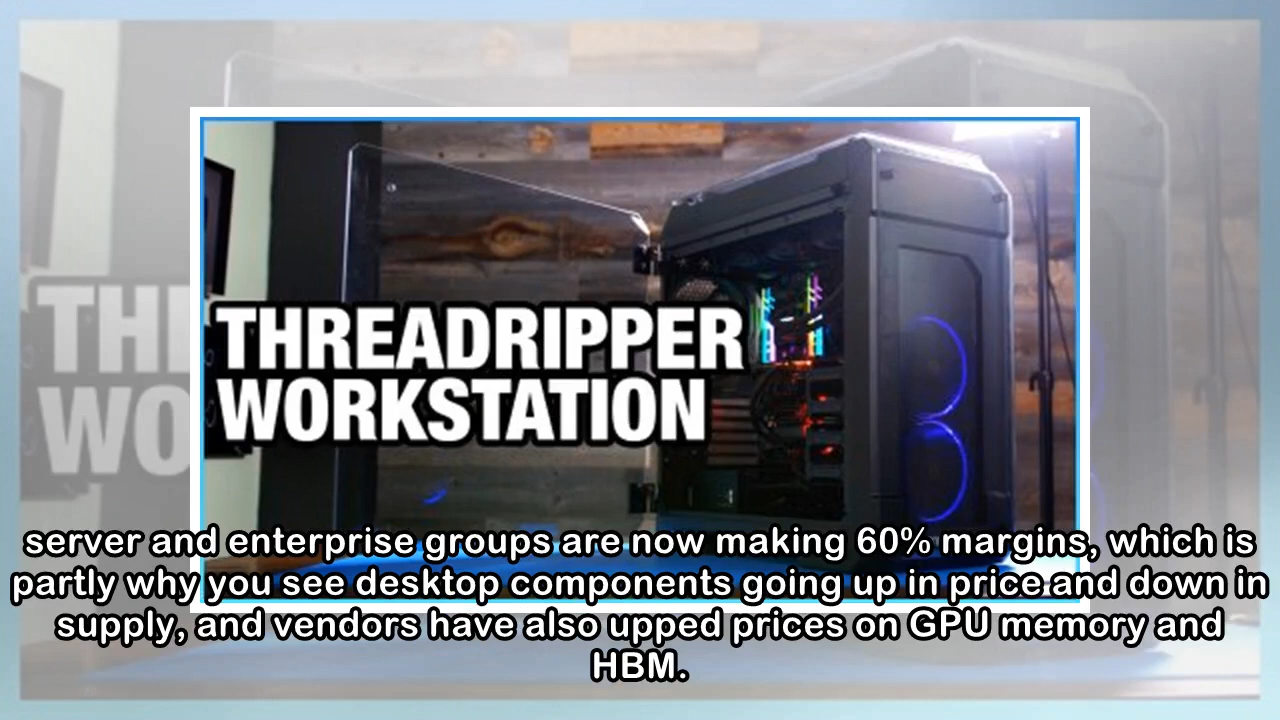 THREADRIPPER
WORKSTATION
THI
WO
server and enterprise groups are now making 60% margins, which is
partly why you see desktop components going up in price and down in
supply, and vendors have also upped prices on GPU memory and
HBM.